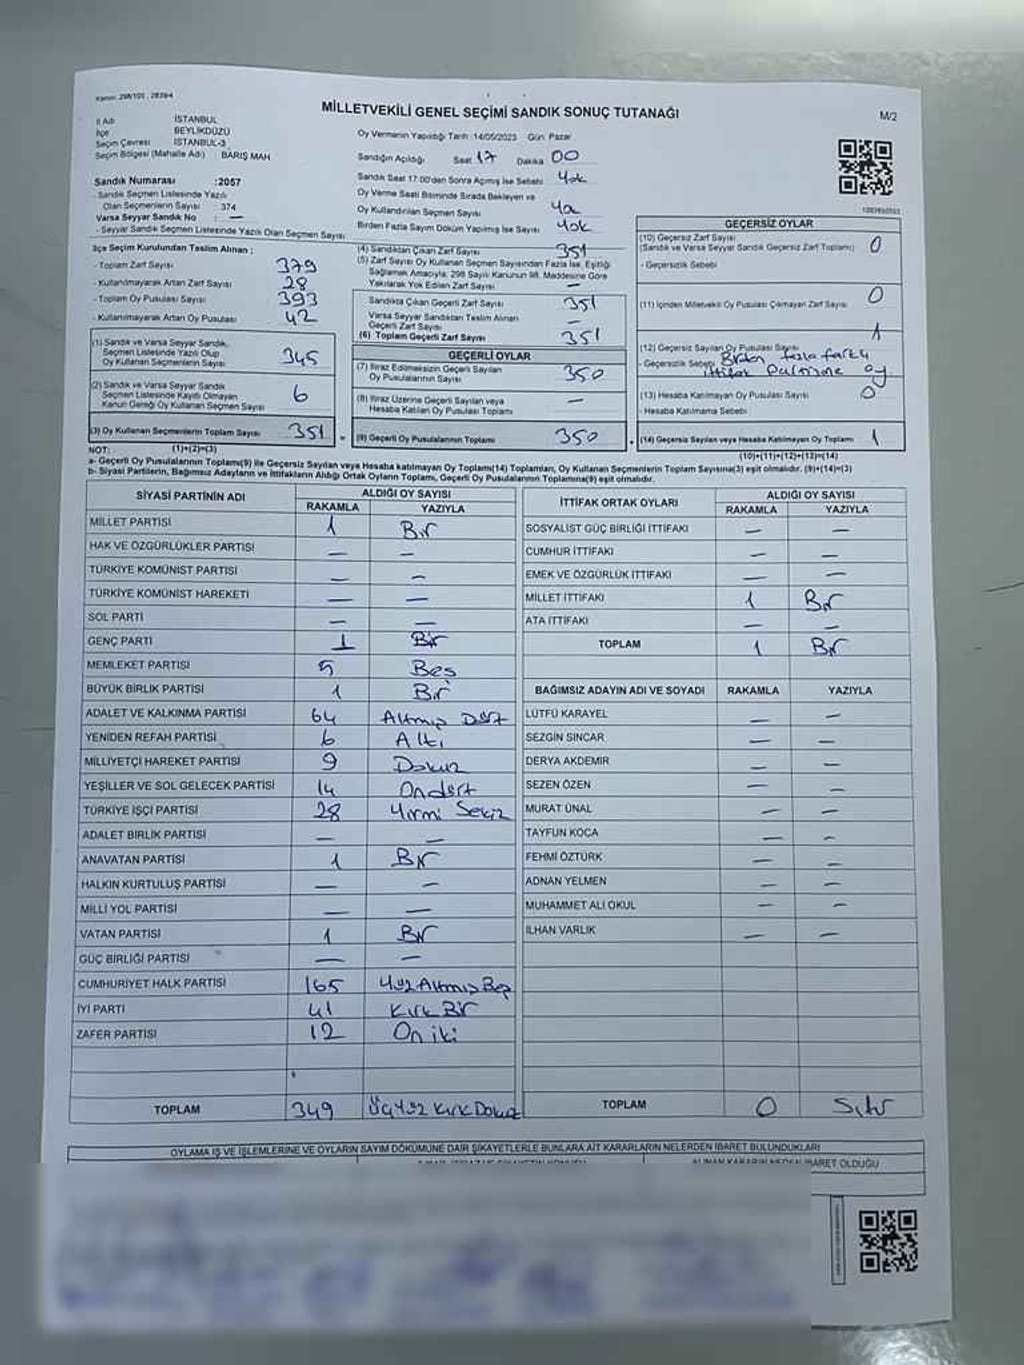 Kanun: 298/105 , 2839/4
MİLLETVEKİLİ GENEL SEÇİMİ SANDIK SONUÇ TUTANAĞI
M/2
İl Adı İSTANBUL
İlçe BEYLİKDÜZÜ
Seçim Çevresi İSTANBUL-3
Seçim Bölgesi (Mahalle Adı) BARIŞ MAH
Sandık Numarası :2057
- Sandık Seçmen Listesinde Yazılı
Olan Seçmenlerin Sayısı : 374
Varsa Seyyar Sandık No : —
- Seyyar Sandık Seçmen Listesinde Yazılı Olan Seçmen Sayısı
Oy Vermenin Yapıldığı Tarih :14/05/2023 Gün: Pazar
Sandığın Açıldığı Saat 17 Dakika 00
Sandık Saat 17:00'den Sonra Açılmış İse Sebebi Yok
Oy Verme Saati Bitiminde Sırada Bekleyen ve
Oy Kullandırılan Seçmen Sayısı
Birden Fazla Sayım Döküm Yapılmış İse Sayısı Yok
İlçe Seçim Kurulundan Teslim Alınan ;
- Toplam Zarf Sayısı 379
- Kullanılmayarak Artan Zarf Sayısı 28
- Toplam Oy Pusulası Sayısı 393
- Kullanılmayarak Artan Oy Pusulası 42
(1) Sandık ve Varsa Seyyar Sandık
Seçmen Listesinde Yazılı Olup
Oy Kullanan Seçmenlerin Sayısı 345
(2) Sandık ve Varsa Seyyar Sandık
Seçmen Listesinde Kayıtlı Olmayan
Kanun Gereği Oy Kullanan Seçmen Sayısı 6
(3) Oy Kullanan Seçmenlerin Toplam Sayısı 351
(1)+(2)=(3)
(4) Sandıktan Çıkan Zarf Sayısı 351
(5) Zarf Sayısı Oy Kullanan Seçmen Sayısından Fazla İse, Eşitliği
Sağlamak Amacıyla, 298 Sayılı Kanunun 98. Maddesine Göre
Yakılarak Yok Edilen Zarf Sayısı —
Sandıkta Çıkan Geçerli Zarf Sayısı 351
Varsa Seyyar Sandıktan Teslim Alınan
Geçerli Zarf Sayısı —
(6) Toplam Geçerli Zarf Sayısı 351
GEÇERLİ OYLAR
(7) İtiraz Edilmeksizin Geçerli Sayılan
Oy Pusulalarının Sayısı 350
(8) İtiraz Üzerine Geçerli Sayılan veya
Hesaba Katılan Oy Pusulası Toplamı —
= (9) Geçerli Oy Pusulalarının Toplamı 350
GEÇERSİZ OYLAR
(10) Geçersiz Zarf Sayısı
(Sandık ve Varsa Seyyar Sandık Geçersiz Zarf Toplamı) 0
- Geçersizlik Sebebi
(11) İçinden Milletvekili Oy Pusulası Çıkmayan Zarf Sayısı 0
(12) Geçersiz Sayılan Oy Pusulası Sayısı 1
- Geçersizlik Sebebi Birden fazla farklı
ittifak Partisine oy
(13) Hesaba Katılmayan Oy Pusulası Sayısı 0
- Hesaba Katılmama Sebebi
+ (14) Geçersiz Sayılan veya Hesaba Katılmayan Oy Toplamı 1
(10)+(11)+(12)+(13)=(14)
NOT:
a- Geçerli Oy Pusulalarının Toplamı(9) ile Geçersiz Sayılan veya Hesaba katılmayan Oy Toplamı(14) Toplamları, Oy Kullanan Seçmenlerin Toplam Sayısına(3) eşit olmalıdır. (9)+(14)=(3)
b- Siyasi Partilerin, Bağımsız Adayların ve İttifakların Aldığı Ortak Oyların Toplamı, Geçerli Oy Pusulalarının Toplamına(9) eşit olmalıdır.
SİYASİ PARTİNİN ADI ALDIĞI OY SAYISI
RAKAMLA YAZIYLA
MİLLET PARTİSİ 1 Bir
HAK VE ÖZGÜRLÜKLER PARTİSİ — —
TÜRKİYE KOMÜNİST PARTİSİ — —
TÜRKİYE KOMÜNİST HAREKETİ — —
SOL PARTİ — —
GENÇ PARTİ 1 Bir
MEMLEKET PARTİSİ 5 Beş
BÜYÜK BİRLİK PARTİSİ 1 Bir
ADALET VE KALKINMA PARTİSİ 64 Altmış Dört
YENİDEN REFAH PARTİSİ 6 Altı
MİLLİYETÇİ HAREKET PARTİSİ 9 Dokuz
YEŞİLLER VE SOL GELECEK PARTİSİ 14 Ondört
TÜRKİYE İŞÇİ PARTİSİ 28 Yirmi Sekiz
ADALET BİRLİK PARTİSİ — —
ANAVATAN PARTİSİ 1 Bir
HALKIN KURTULUŞ PARTİSİ — —
MİLLİ YOL PARTİSİ — —
VATAN PARTİSİ 1 Bir
GÜÇ BİRLİĞİ PARTİSİ — —
CUMHURİYET HALK PARTİSİ 165 Yüz Altmış Beş
İYİ PARTİ 41 Kırk Bir
ZAFER PARTİSİ 12 On iki
TOPLAM 349 Üçyüz Kırk Dokuz
İTTİFAK ORTAK OYLARI ALDIĞI OY SAYISI
RAKAMLA YAZIYLA
SOSYALİST GÜÇ BİRLİĞİ İTTİFAKI — —
CUMHUR İTTİFAKI — —
EMEK VE ÖZGÜRLÜK İTTİFAKI — —
MİLLET İTTİFAKI 1 Bir
ATA İTTİFAKI — —
TOPLAM 1 Bir
BAĞIMSIZ ADAYIN ADI VE SOYADI RAKAMLA YAZIYLA
LÜTFÜ KARAYEL — —
SEZGİN SİNCAR — —
DERYA AKDEMİR — —
SEZEN ÖZEN — —
MURAT ÜNAL — —
TAYFUN KOCA — —
FEHMİ ÖZTÜRK — —
ADNAN YELMEN — —
MUHAMMET ALİ OKUL — —
İLHAN VARLIK — —
TOPLAM 0 Sıfır
OYLAMA İŞ VE İŞLEMLERİNE VE OYLARIN SAYIM DÖKÜMÜNE DAİR ŞİKAYETLERLE BUNLARA AİT KARARLARIN NELERDEN İBARET BULUNDUKLARI
ALINAN KARARIN NEDEN İBARET OLDUĞU